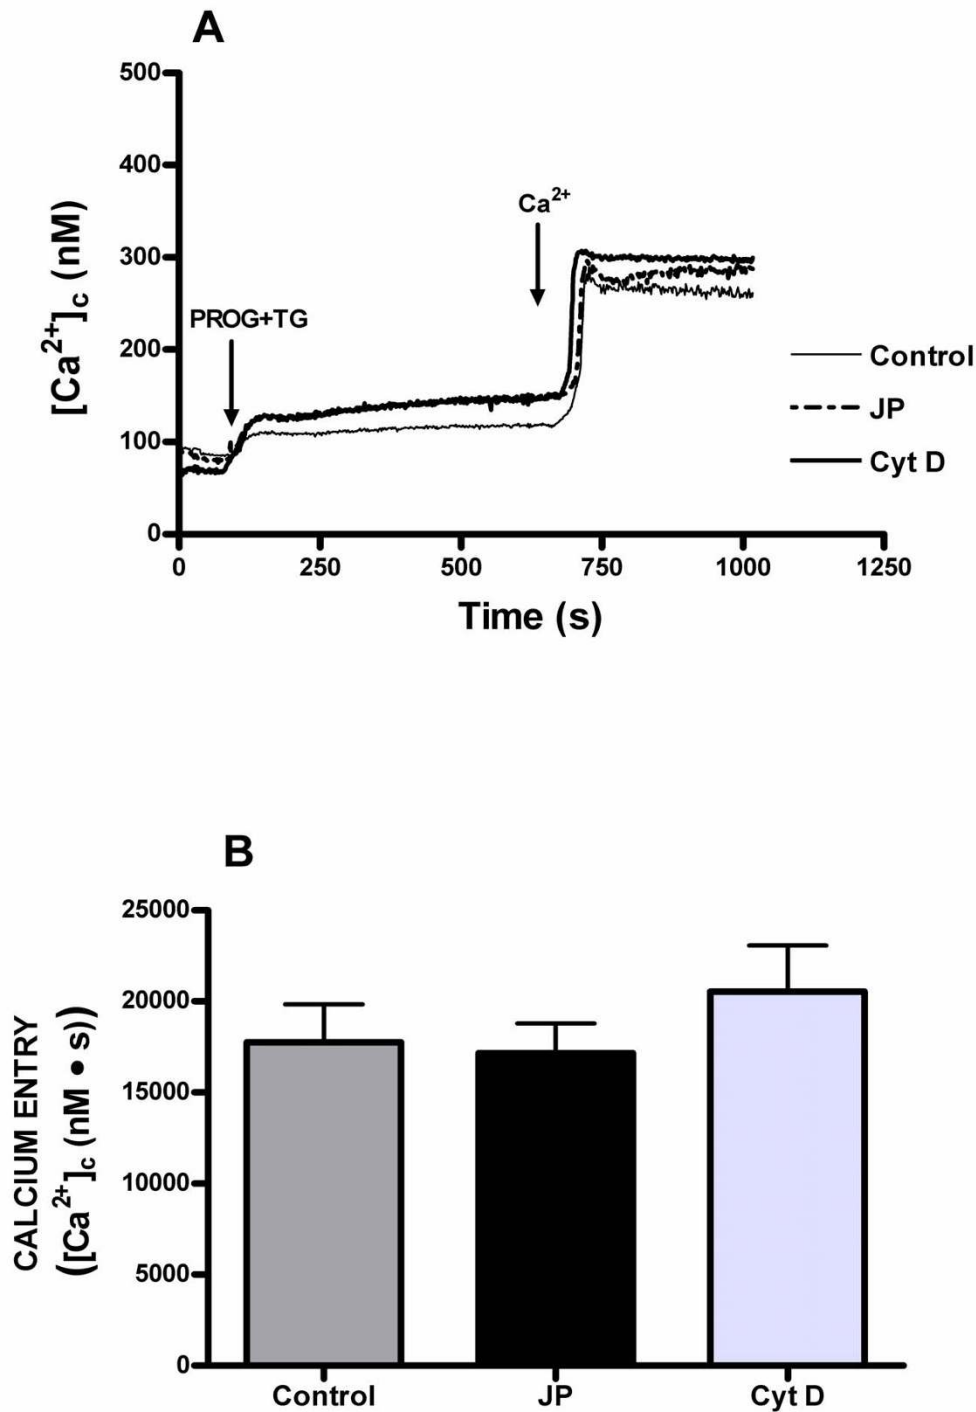 A
500
400
300
200
100
0
[Ca²⁺]c (nM)
PROG+TG
Ca²⁺
Control
JP
Cyt D
0 250 500 750 1000 1250
Time (s)
B
25000
20000
15000
10000
5000
0
CALCIUM ENTRY
([Ca²⁺]c (nM • s))
Control JP Cyt D